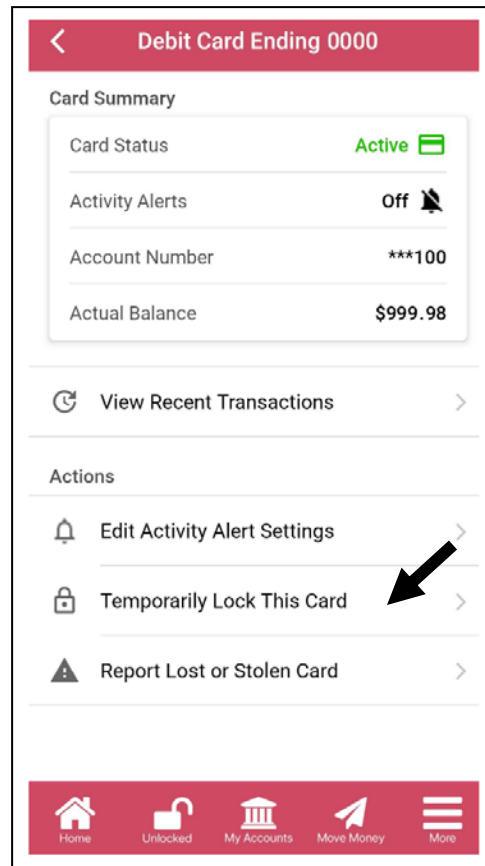 Debit Card Ending 0000
Card Summary
Card Status Active
Activity Alerts Off
Account Number ***100
Actual Balance $999.98
View Recent Transactions
Actions
Edit Activity Alert Settings
Temporarily Lock This Card
Report Lost or Stolen Card
Home Unlocked My Accounts Move Money More